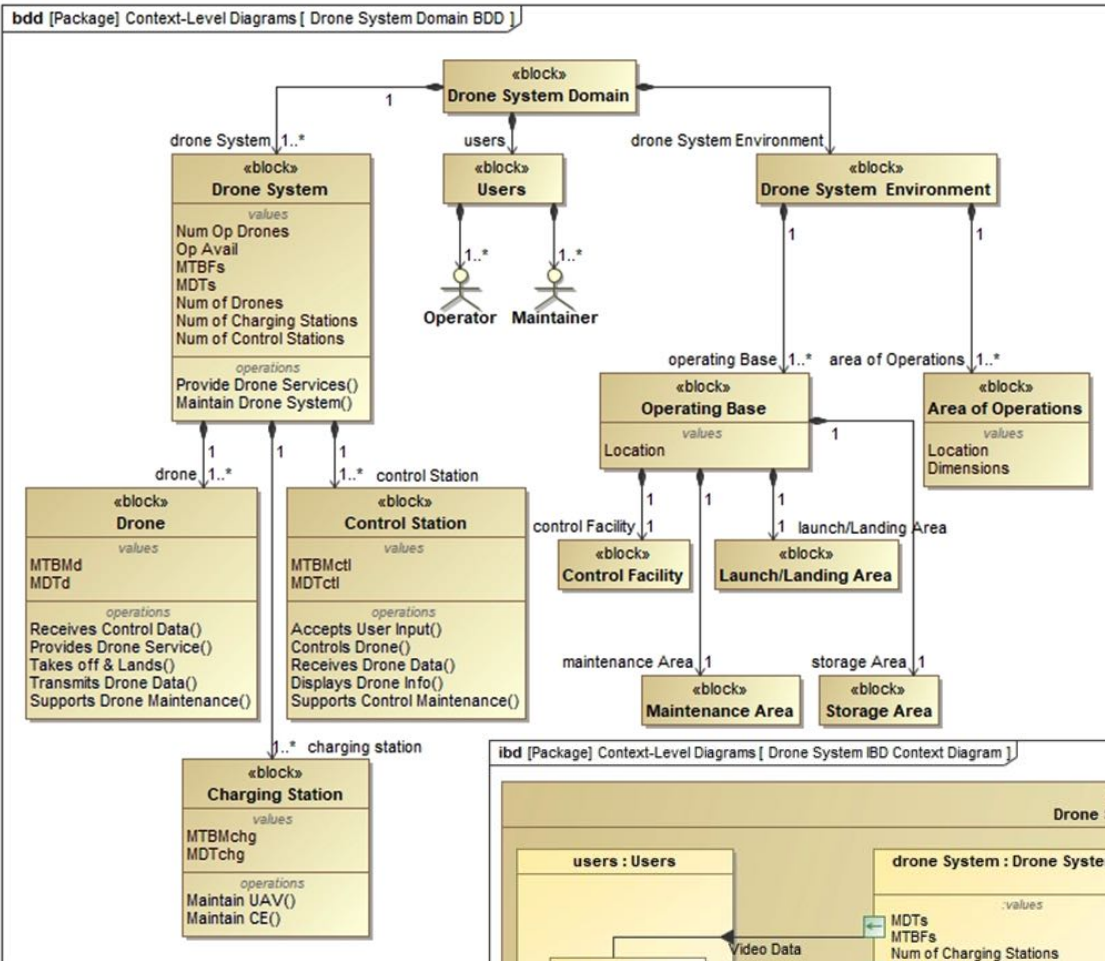 bdd [Package] Context-Level Diagrams [ Drone System Domain BDD ]
«block»
Drone System Domain
1
drone System 1..*
users
drone System Environment
«block»
Drone System
values
Num Op Drones
Op Avail
MTBFs
MDTs
Num of Drones
Num of Charging Stations
Num of Control Stations
operations
Provide Drone Services()
Maintain Drone System()
«block»
Users
1..*
1..*
Operator
Maintainer
«block»
Drone System Environment
1
1
operating Base 1..*
area of Operations 1..*
«block»
Operating Base
values
Location
1
«block»
Area of Operations
values
Location
Dimensions
1
1
1
drone 1..*
1..* control Station
«block»
Drone
values
MTBMd
MDTd
operations
Receives Control Data()
Provides Drone Service()
Takes off & Lands()
Transmits Drone Data()
Supports Drone Maintenance()
«block»
Control Station
values
MTBMctl
MDTctl
operations
Accepts User Input()
Controls Drone()
Receives Drone Data()
Displays Drone Info()
Supports Control Maintenance()
1
1
1
control Facility 1
1 launch/Landing Area
«block»
Control Facility
«block»
Launch/Landing Area
maintenance Area 1
storage Area 1
«block»
Maintenance Area
«block»
Storage Area
1..* charging station
«block»
Charging Station
values
MTBMchg
MDTchg
operations
Maintain UAV()
Maintain CE()
ibd [Package] Context-Level Diagrams [ Drone System IBD Context Diagram ]
Drone
users : Users
drone System : Drone Syste
:values
MDTs
MTBFs
Num of Charging Stations
Video Data